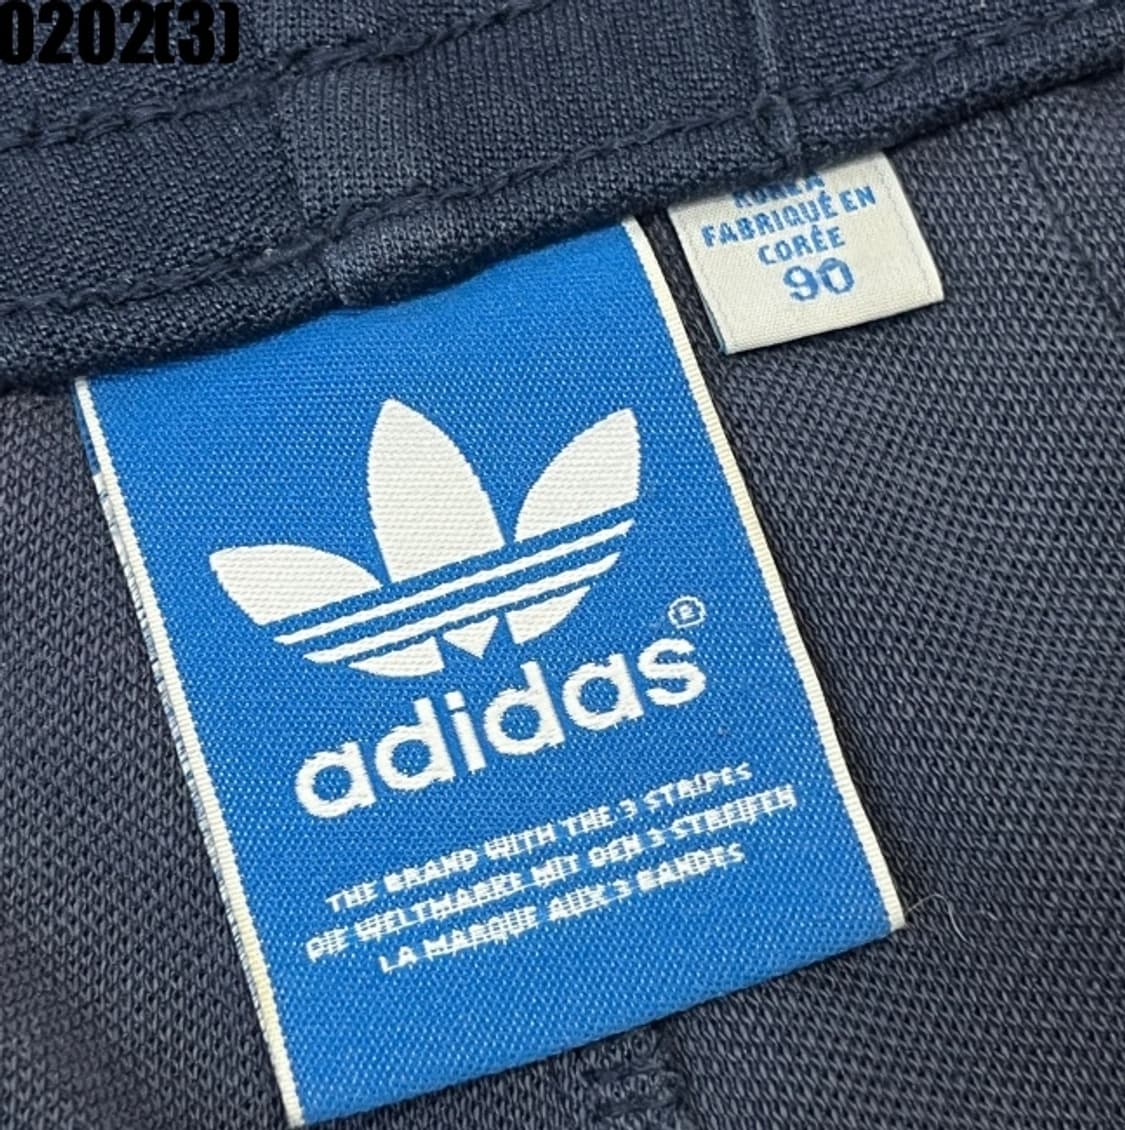 0202(3)
KOREA
FABRIQUÉ EN
CORÉE
90
adidas®
THE BRAND WITH THE 3 STRIPES
DIE WELTMARKE MIT DEN 3 STREIFEN
LA MARQUE AUX 3 BANDES